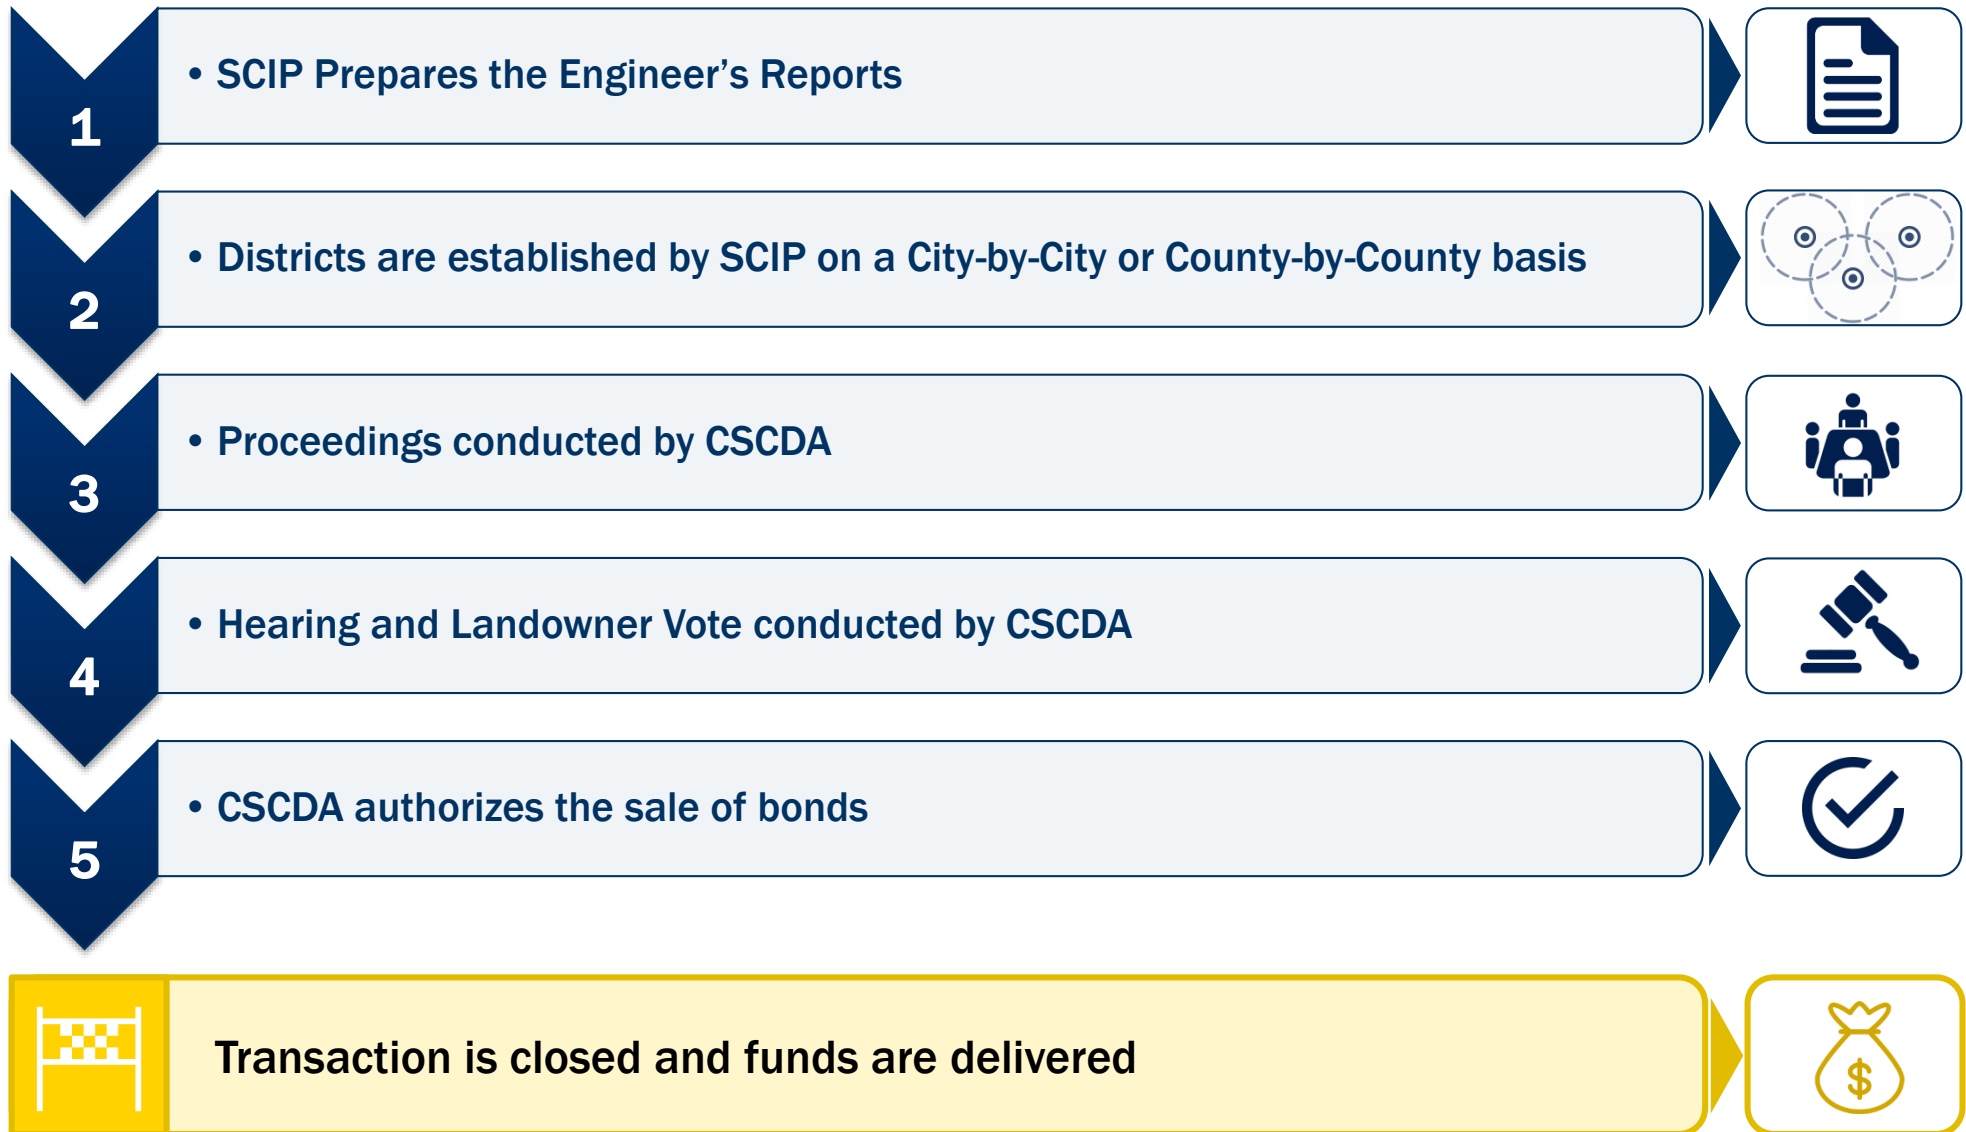 1
• SCIP Prepares the Engineer’s Reports
2
• Districts are established by SCIP on a City-by-City or County-by-County basis
3
• Proceedings conducted by CSCDA
4
• Hearing and Landowner Vote conducted by CSCDA
5
• CSCDA authorizes the sale of bonds
Transaction is closed and funds are delivered
$